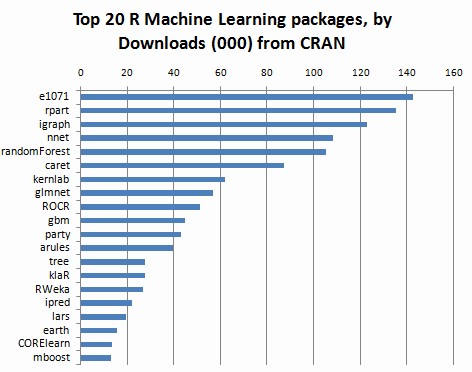 Top 20 R Machine Learning packages, by
Downloads (000) from CRAN
0 20 40 60 80 100 120 140 160
e1071
rpart
igraph
nnet
randomForest
caret
kernlab
glmnet
ROCR
gbm
party
arules
tree
klaR
RWeka
ipred
lars
earth
CORElearn
mboost